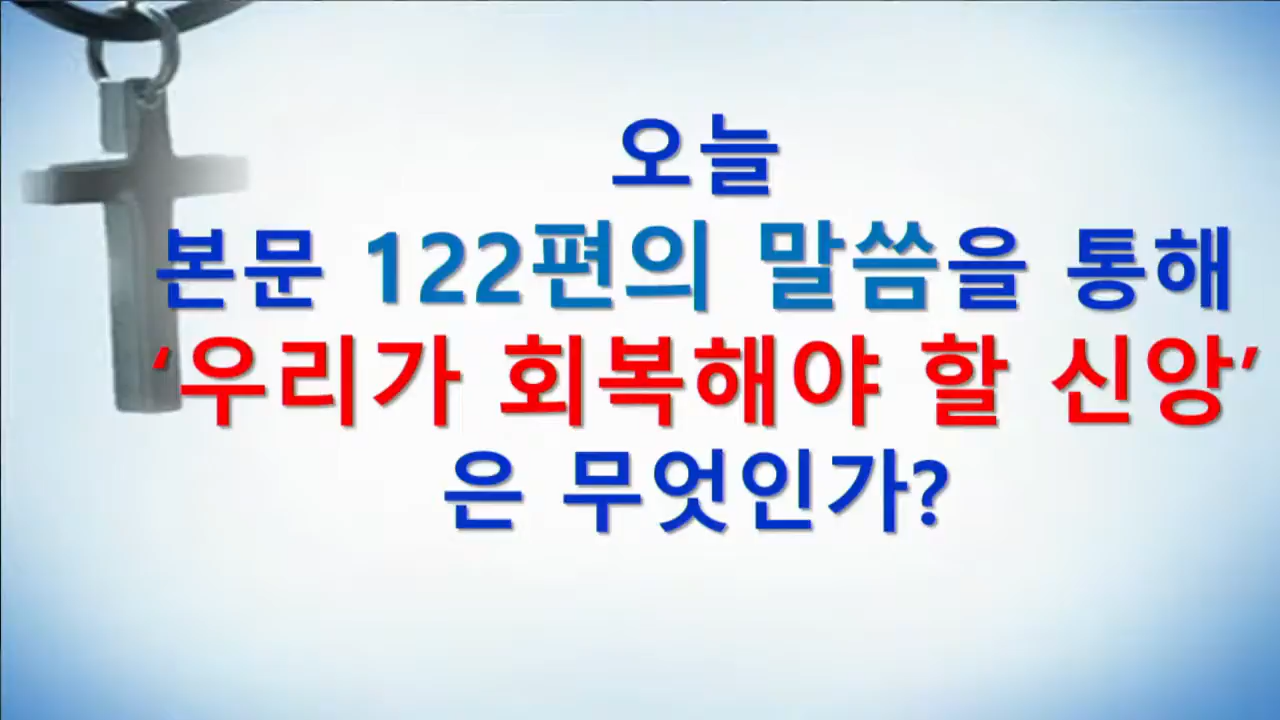 오늘
본문 122편의 말씀을 통해
‘우리가 회복해야 할 신앙’
은 무엇인가?